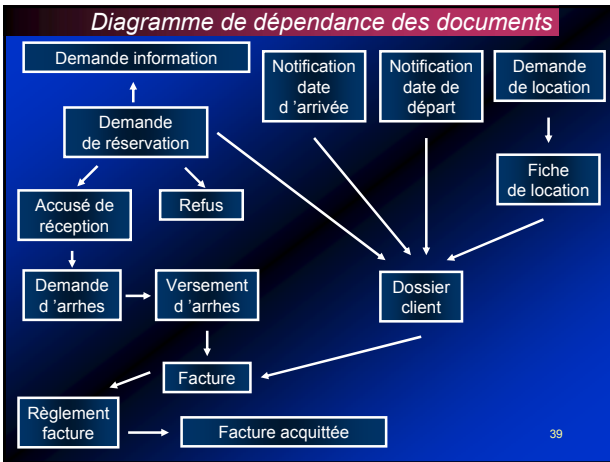 Diagramme de dépendance des documents
Demande information
Notification
date
d ’arrivée
Notification
date de
départ
Demande
de location
Demande
de réservation
Fiche
de location
Accusé de
réception
Refus
Demande
d ’arrhes
Versement
d ’arrhes
Dossier
client
Facture
Règlement
facture
Facture acquittée
39